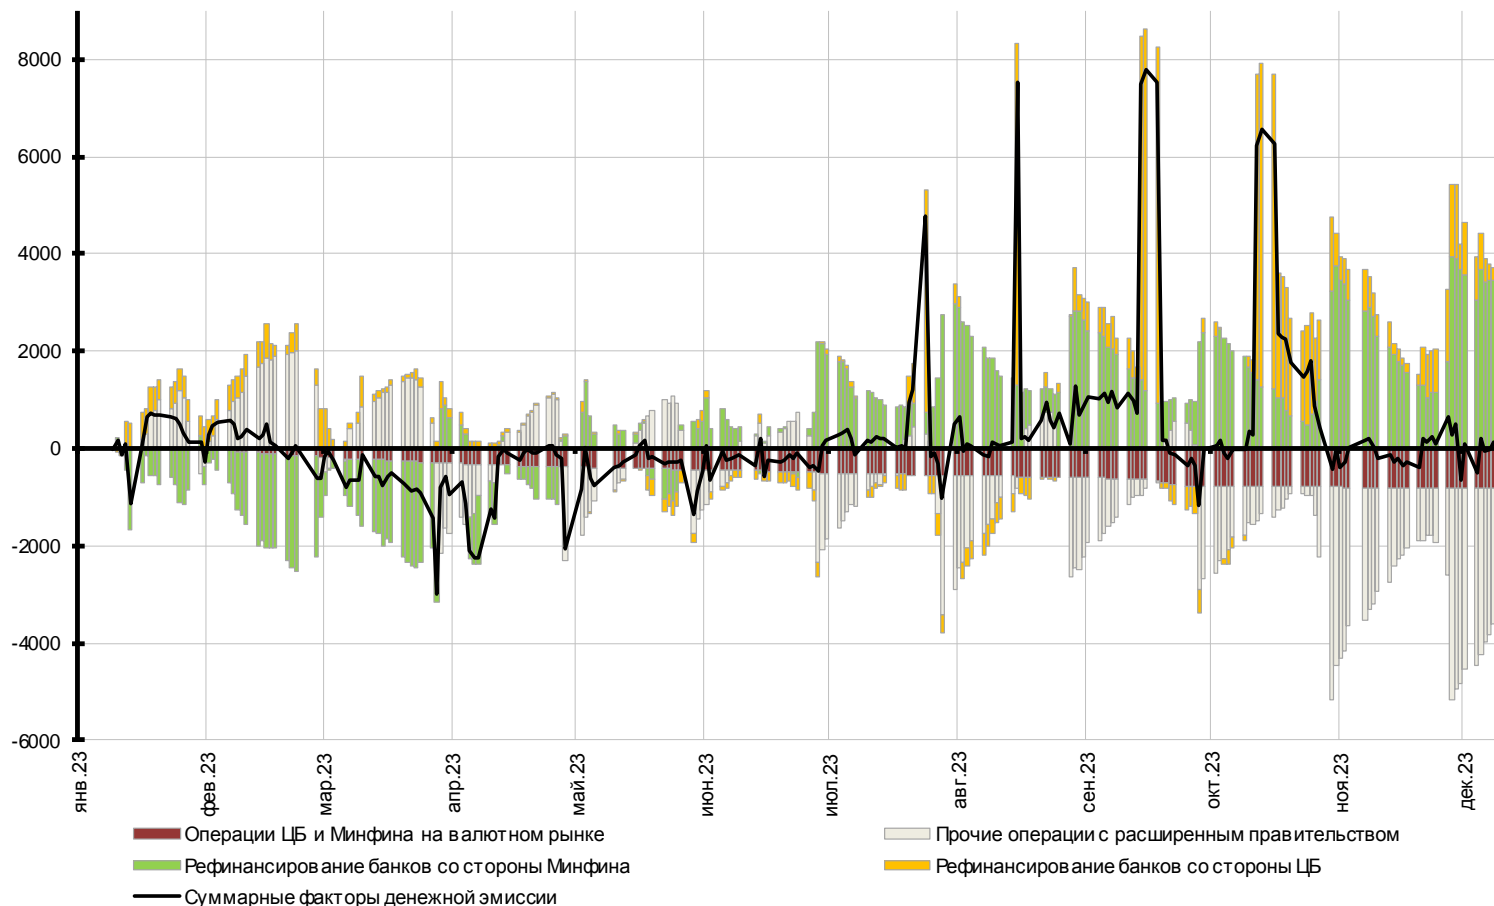 8000
6000
4000
2000
0
-2000
-4000
-6000
янв.23
фев.23
мар.23
апр.23
май.23
июн.23
июл.23
авг.23
сен.23
окт.23
ноя.23
дек.23
Операции ЦБ и Минфина на валютном рынке
Прочие операции с расширенным правительством
Рефинансирование банков со стороны Минфина
Рефинансирование банков со стороны ЦБ
Суммарные факторы денежной эмиссии